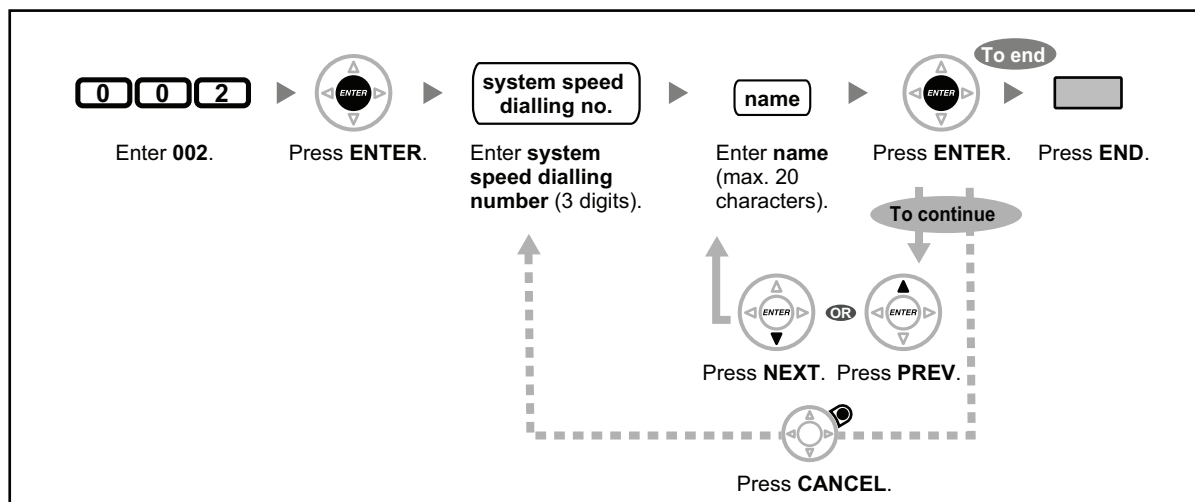 To end
0 0 2
ENTER
system speed
dialling no.
name
ENTER
Enter 002.
Press ENTER.
Enter system
speed dialling
number (3 digits).
Enter name
(max. 20
characters).
Press ENTER.
Press END.
To continue
ENTER
OR
ENTER
Press NEXT.
Press PREV.
Press CANCEL.